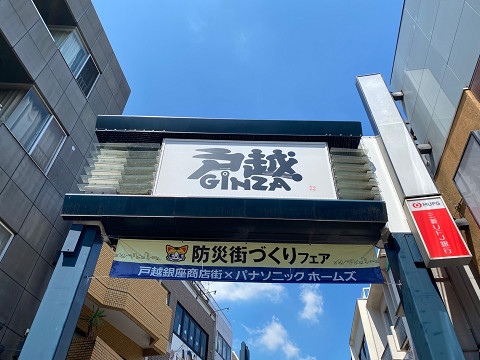 戸越
GINZA
防災街づくりフェア
戸越銀座商店街×パナソニック ホームズ
MUFG
三菱UFJ銀行